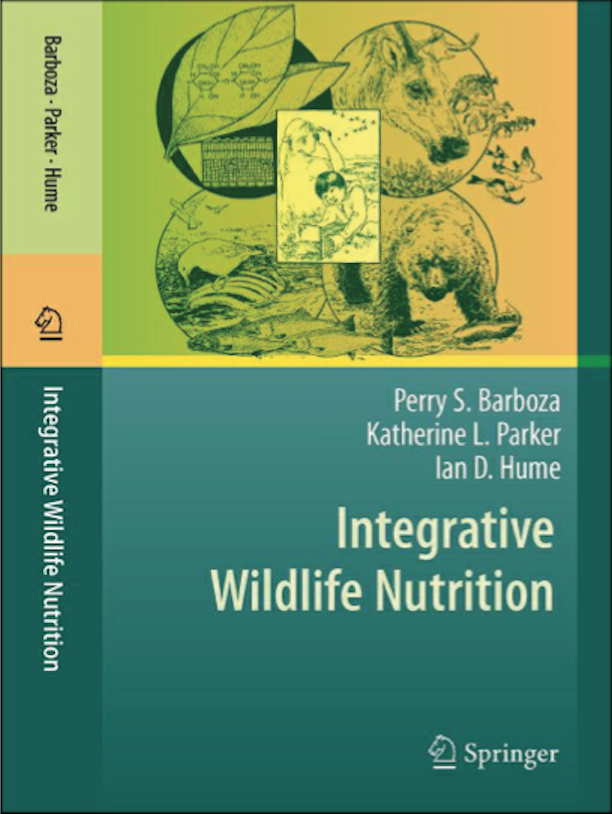 Barboza · Parker · Hume
Integrative Wildlife Nutrition
Perry S. Barboza
Katherine L. Parker
Ian D. Hume
Integrative
Wildlife Nutrition
Springer